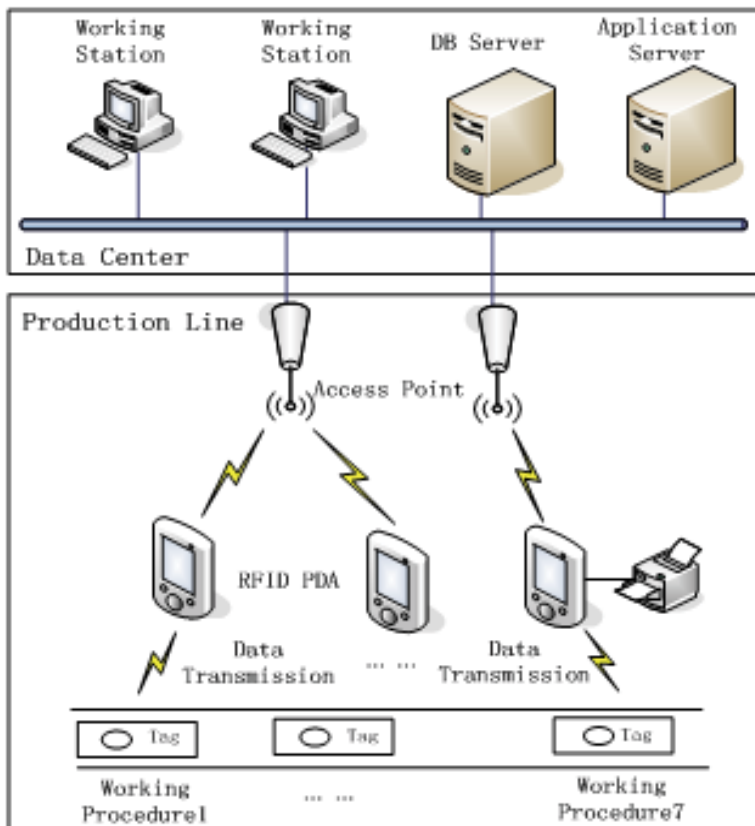 Working
Station
Working
Station
DB Server
Application
Server
Data Center
Production Line
Access Point
RFID PDA
Data
Transmission
... ...
Data
Transmission
Tag
Tag
Tag
Working
Procedure1
... ...
Working
Procedure7